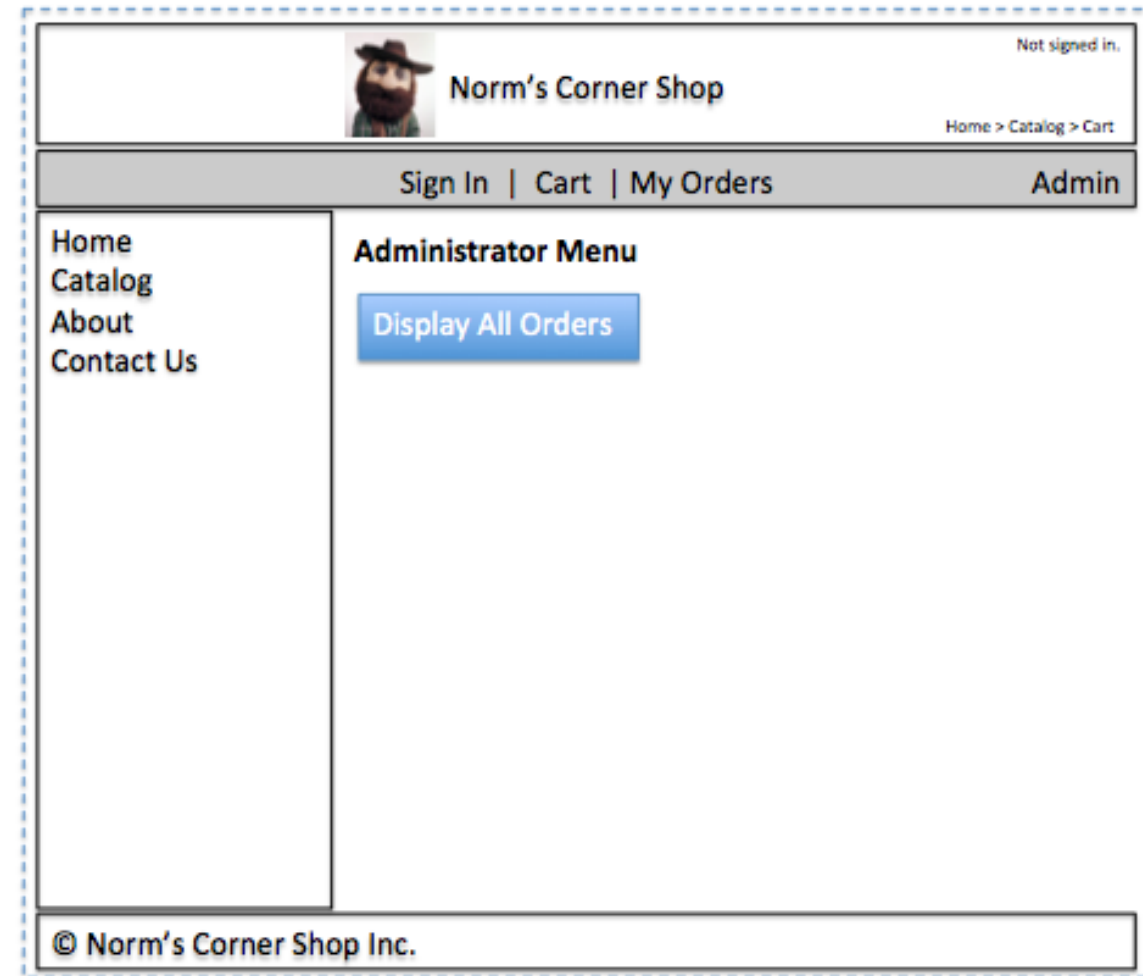 Not signed in.
Norm's Corner Shop
Home > Catalog > Cart
Sign In | Cart | My Orders
Admin
Home
Catalog
About
Contact Us
Administrator Menu
Display All Orders
© Norm's Corner Shop Inc.